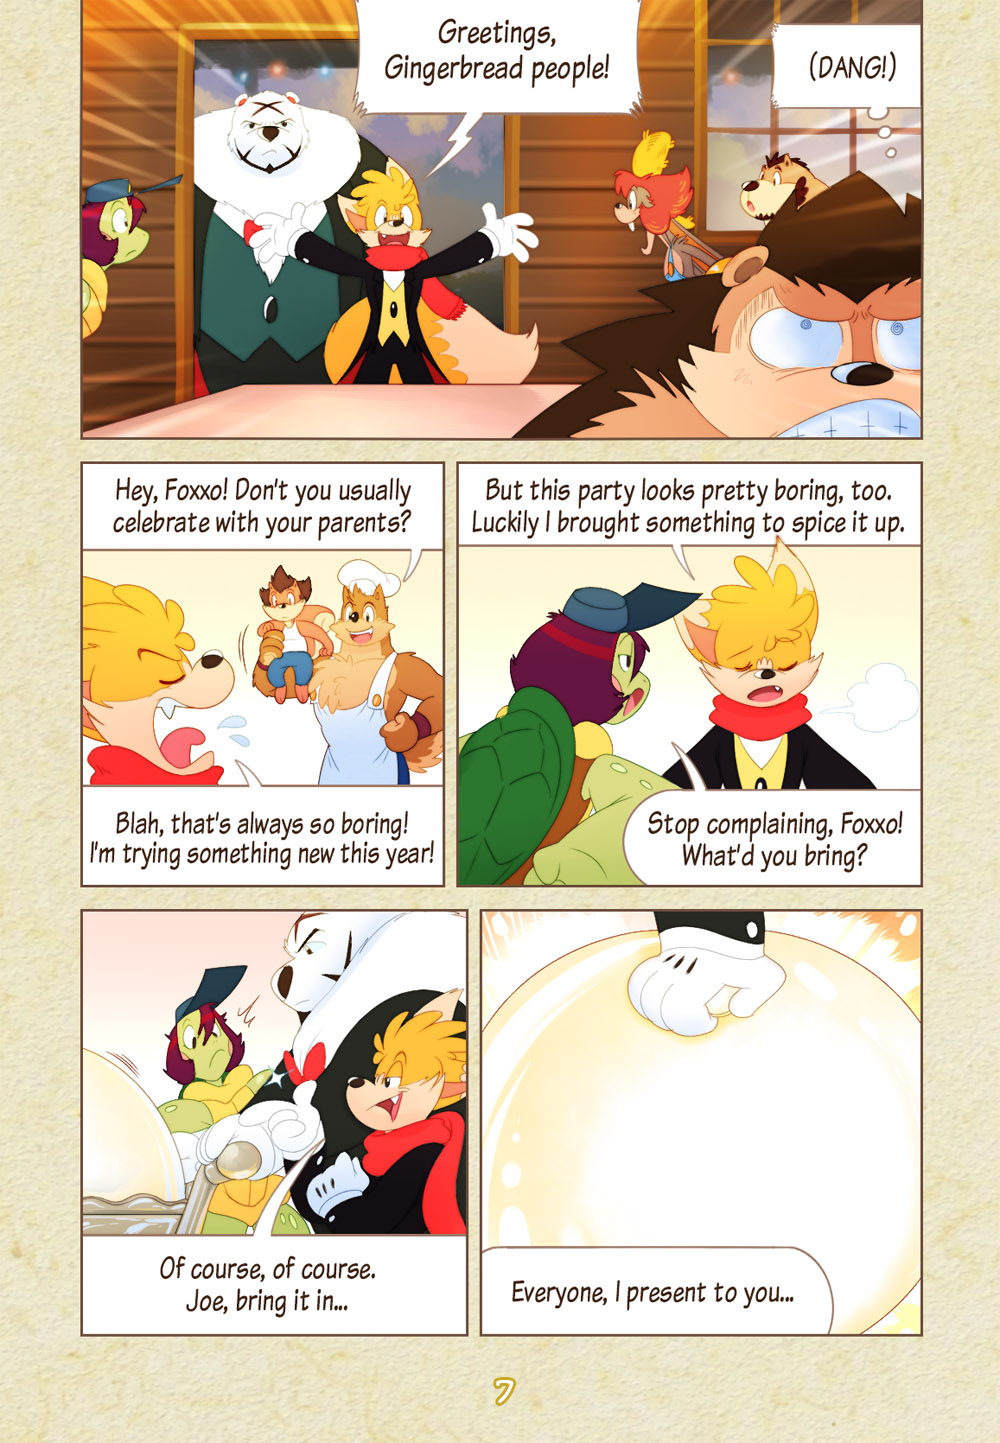 Greetings,
Gingerbread people!
(DANG!)
Hey, Foxxo! Don't you usually
celebrate with your parents?
Blah, that's always so boring!
I'm trying something new this year!
But this party looks pretty boring, too.
Luckily I brought something to spice it up.
Stop complaining, Foxxo!
What'd you bring?
Of course, of course.
Joe, bring it in...
Everyone, I present to you...
7